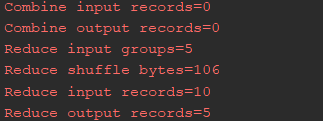 Combine input records=0
Combine output records=0
Reduce input groups=5
Reduce shuffle bytes=106
Reduce input records=10
Reduce output records=5